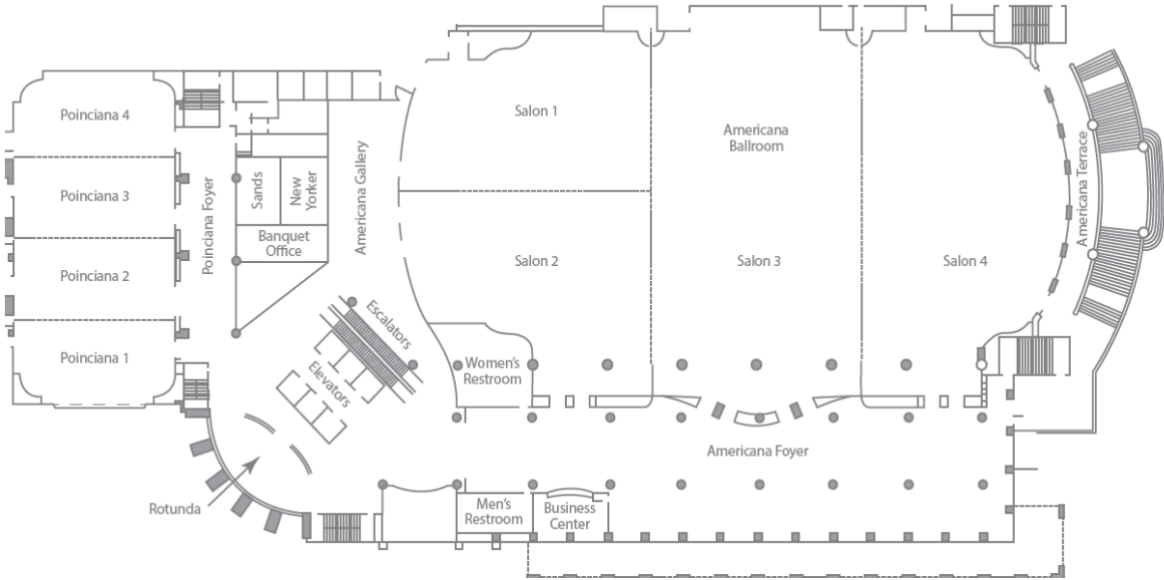 Poinciana 4
Poinciana 3
Poinciana 2
Poinciana 1
Poinciana Foyer
Sands
New
Yorker
Banquet
Office
Americana Gallery
Escalators
Elevators
Rotunda
Salon 1
Salon 2
Americana
Ballroom
Salon 3
Salon 4
Americana Terrace
Women's
Restroom
Americana Foyer
Men's
Restroom
Business
Center